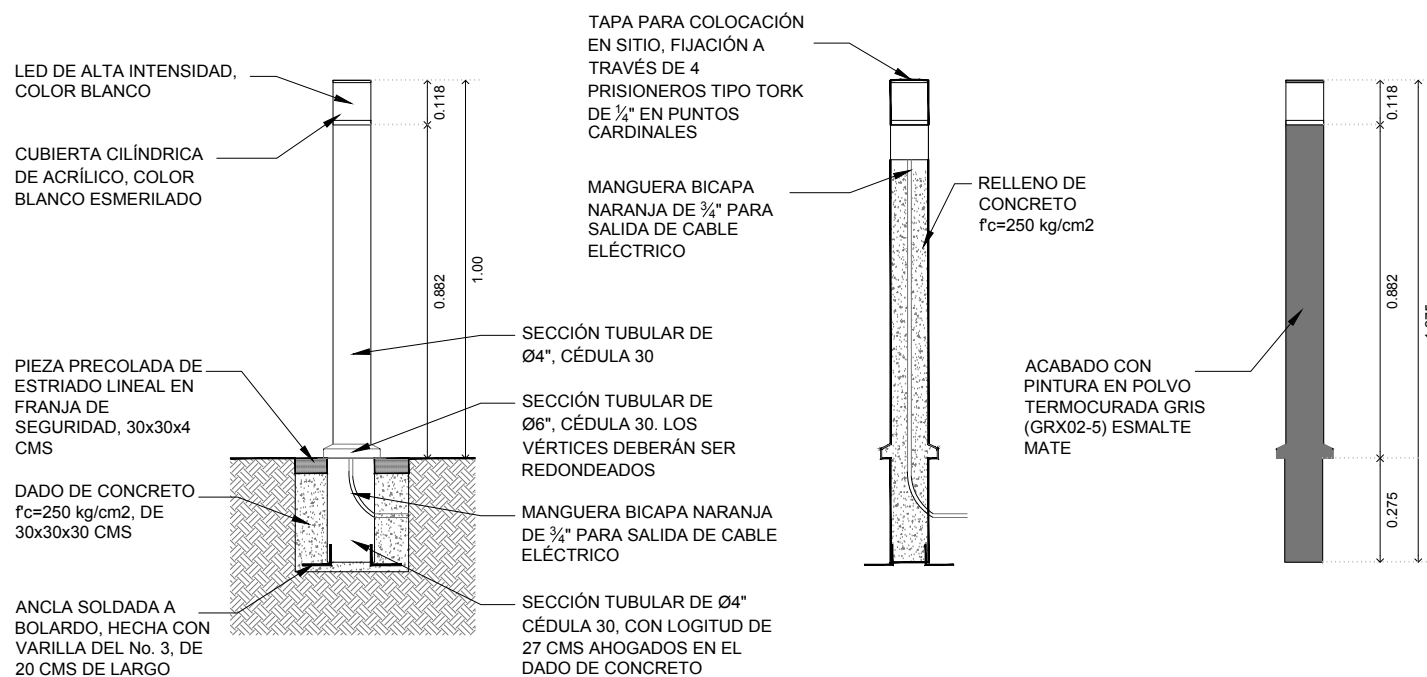 LED DE ALTA INTENSIDAD,
COLOR BLANCO
CUBIERTA CILÍNDRICA
DE ACRÍLICO, COLOR
BLANCO ESMERILADO
PIEZA PRECOLADA DE
ESTRIADO LINEAL EN
FRANJA DE
SEGURIDAD, 30x30x4
CMS
DADO DE CONCRETO
f'c=250 kg/cm2, DE
30x30x30 CMS
ANCLA SOLDADA A
BOLARDO, HECHA CON
VARILLA DEL No. 3, DE
20 CMS DE LARGO
0.118
0.882
1.00
SECCIÓN TUBULAR DE
Ø4", CÉDULA 30
SECCIÓN TUBULAR DE
Ø6", CÉDULA 30. LOS
VÉRTICES DEBERÁN SER
REDONDEADOS
MANGUERA BICAPA NARANJA
DE ¾" PARA SALIDA DE CABLE
ELÉCTRICO
SECCIÓN TUBULAR DE Ø4"
CÉDULA 30, CON LOGITUD DE
27 CMS AHOGADOS EN EL
DADO DE CONCRETO
TAPA PARA COLOCACIÓN
EN SITIO, FIJACIÓN A
TRAVÉS DE 4
PRISIONEROS TIPO TORK
DE ¼" EN PUNTOS
CARDINALES
MANGUERA BICAPA
NARANJA DE ¾" PARA
SALIDA DE CABLE
ELÉCTRICO
RELLENO DE
CONCRETO
f'c=250 kg/cm2
ACABADO CON
PINTURA EN POLVO
TERMOCURADA GRIS
(GRX02-5) ESMALTE
MATE
0.118
0.882
0.275